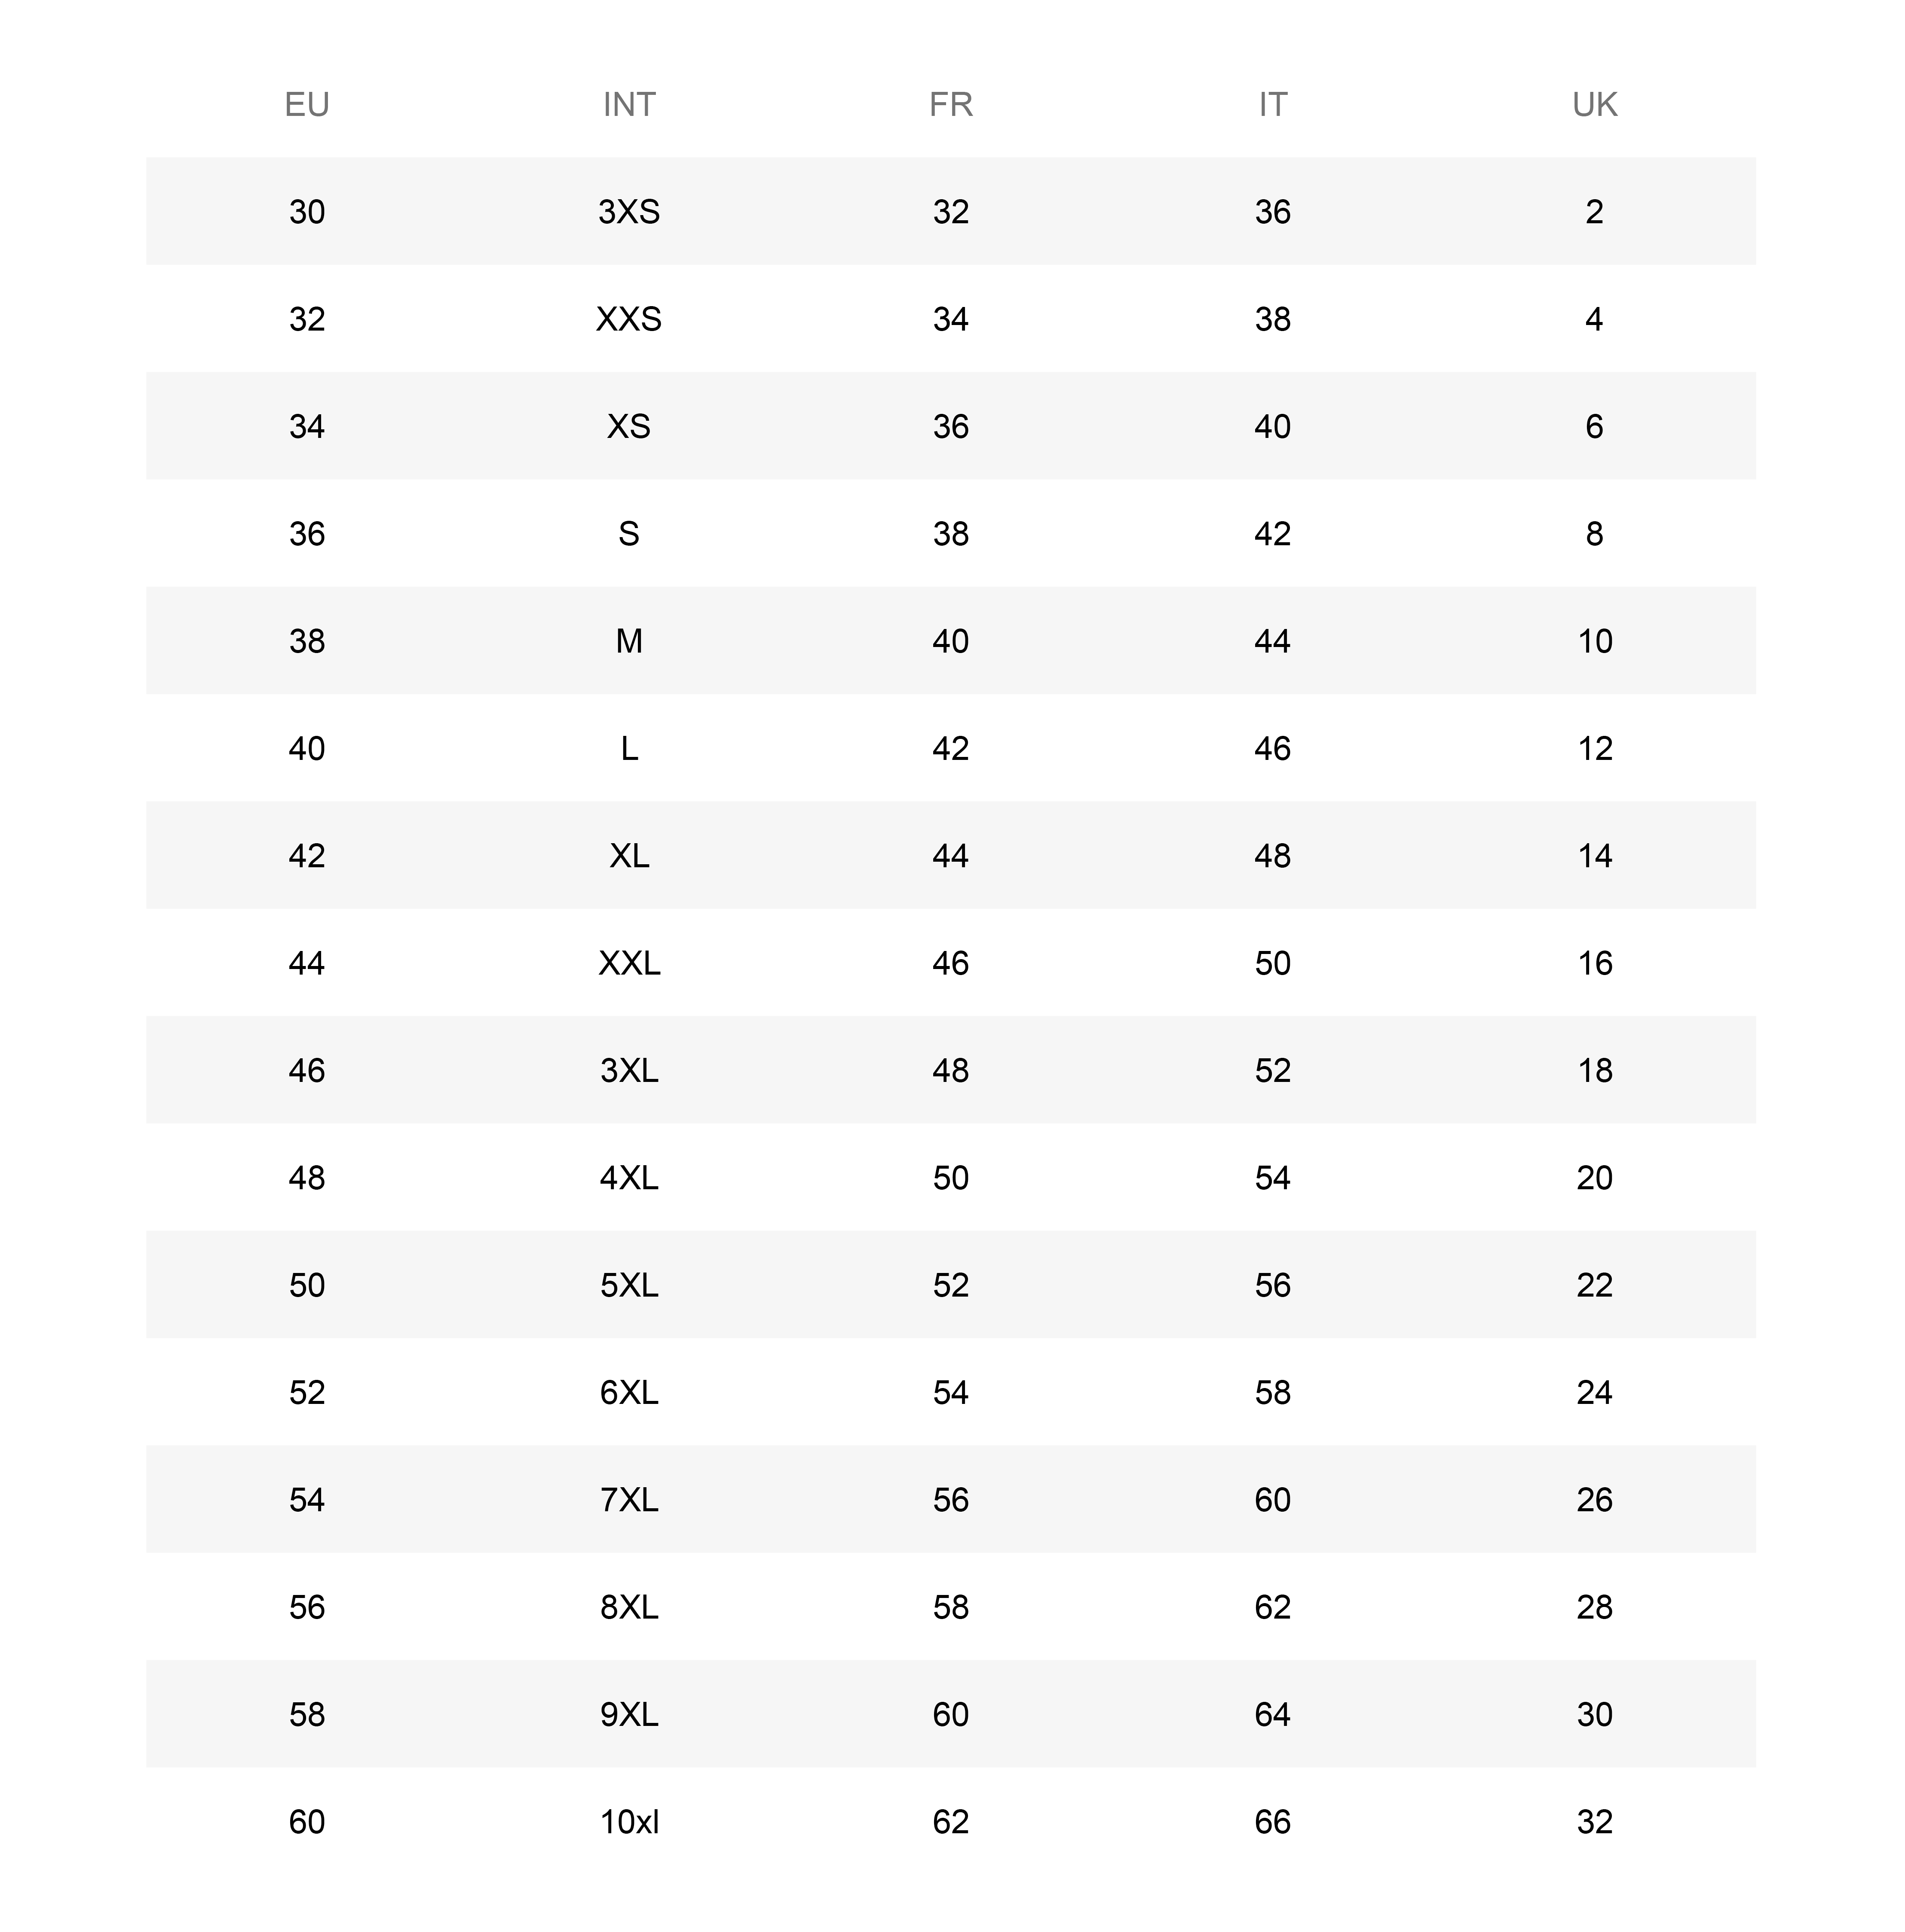 EU INT FR IT UK
30 3XS 32 36 2
32 XXS 34 38 4
34 XS 36 40 6
36 S 38 42 8
38 M 40 44 10
40 L 42 46 12
42 XL 44 48 14
44 XXL 46 50 16
46 3XL 48 52 18
48 4XL 50 54 20
50 5XL 52 56 22
52 6XL 54 58 24
54 7XL 56 60 26
56 8XL 58 62 28
58 9XL 60 64 30
60 10xl 62 66 32